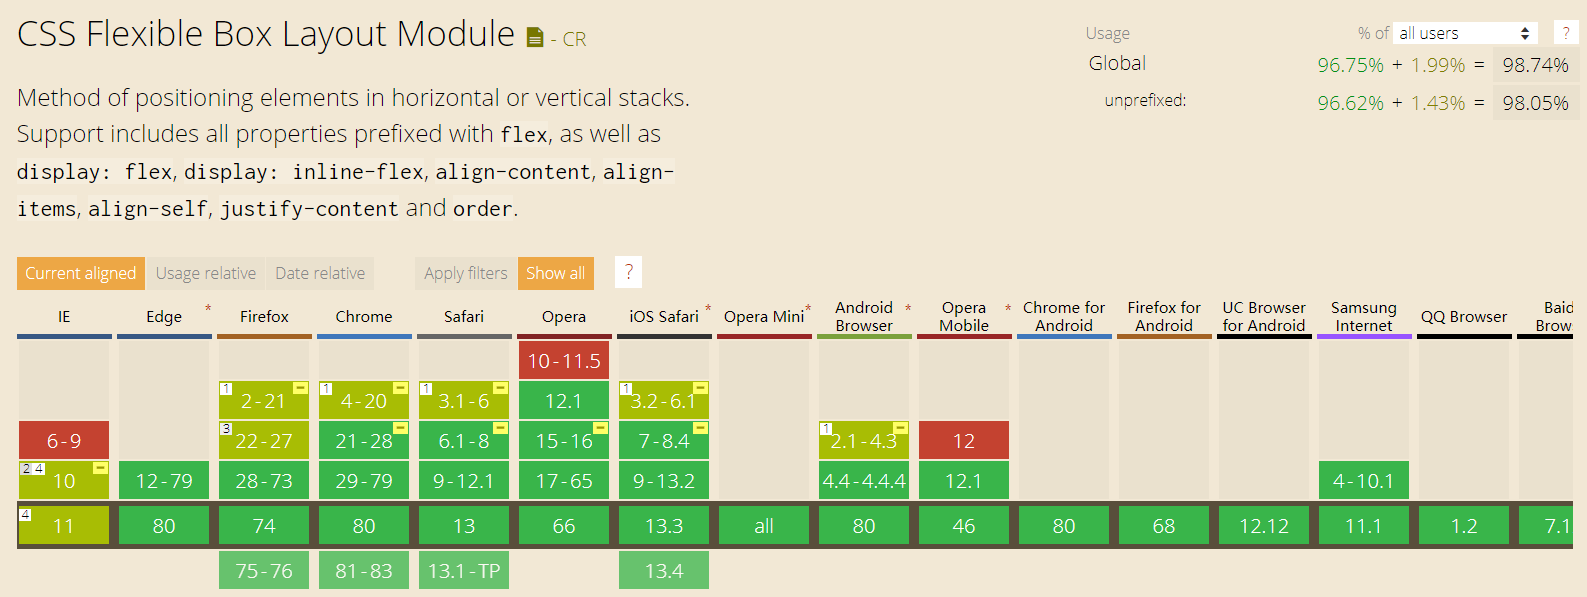 CSS Flexible Box Layout Module - CR
Usage % of all users ?
Global 96.75% + 1.99% = 98.74%
unprefixed: 96.62% + 1.43% = 98.05%
Method of positioning elements in horizontal or vertical stacks.
Support includes all properties prefixed with flex, as well as
display: flex, display: inline-flex, align-content, align-
items, align-self, justify-content and order.
Current aligned Usage relative Date relative Apply filters Show all ?
IE Edge * Firefox Chrome Safari Opera iOS Safari * Opera Mini * Android Browser * Opera Mobile * Chrome for Android Firefox for Android UC Browser for Android Samsung Internet QQ Browser Baid Brows
10-11.5
1 2-21 − 1 4-20 − 1 3.1-6 − 12.1 1 3.2-6.1 −
6-9 3 22-27 21-28 − 6.1-8 − 15-16 − 7-8.4 − 1 2.1-4.3 − 12
2 4 10 − 12-79 28-73 29-79 9-12.1 17-65 9-13.2 4.4-4.4.4 12.1 4-10.1
4 11 80 74 80 13 66 13.3 all 80 46 80 68 12.12 11.1 1.2 7.1
75-76 81-83 13.1-TP 13.4